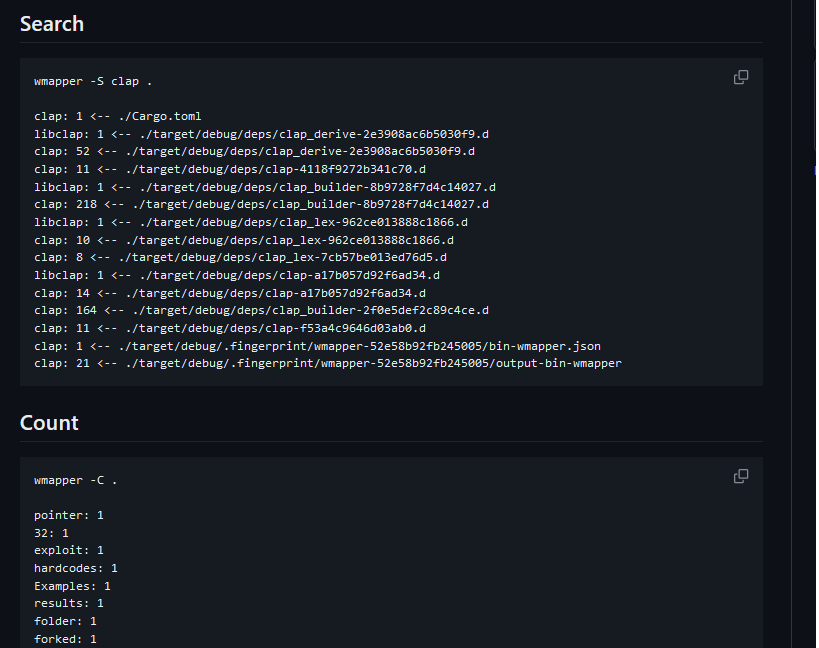 Search
wmapper -S clap .
clap: 1 <-- ./Cargo.toml
libclap: 1 <-- ./target/debug/deps/clap_derive-2e3908ac6b5030f9.d
clap: 52 <-- ./target/debug/deps/clap_derive-2e3908ac6b5030f9.d
clap: 11 <-- ./target/debug/deps/clap-4118f9272b341c70.d
libclap: 1 <-- ./target/debug/deps/clap_builder-8b9728f7d4c14027.d
clap: 218 <-- ./target/debug/deps/clap_builder-8b9728f7d4c14027.d
libclap: 1 <-- ./target/debug/deps/clap_lex-962ce013888c1866.d
clap: 10 <-- ./target/debug/deps/clap_lex-962ce013888c1866.d
clap: 8 <-- ./target/debug/deps/clap_lex-7cb57be013ed76d5.d
libclap: 1 <-- ./target/debug/deps/clap-a17b057d92f6ad34.d
clap: 14 <-- ./target/debug/deps/clap-a17b057d92f6ad34.d
clap: 164 <-- ./target/debug/deps/clap_builder-2f0e5def2c89c4ce.d
clap: 11 <-- ./target/debug/deps/clap-f53a4c9646d03ab0.d
clap: 1 <-- ./target/debug/.fingerprint/wmapper-52e58b92fb245005/bin-wmapper.json
clap: 21 <-- ./target/debug/.fingerprint/wmapper-52e58b92fb245005/output-bin-wmapper
Count
wmapper -C .
pointer: 1
32: 1
exploit: 1
hardcodes: 1
Examples: 1
results: 1
folder: 1
forked: 1